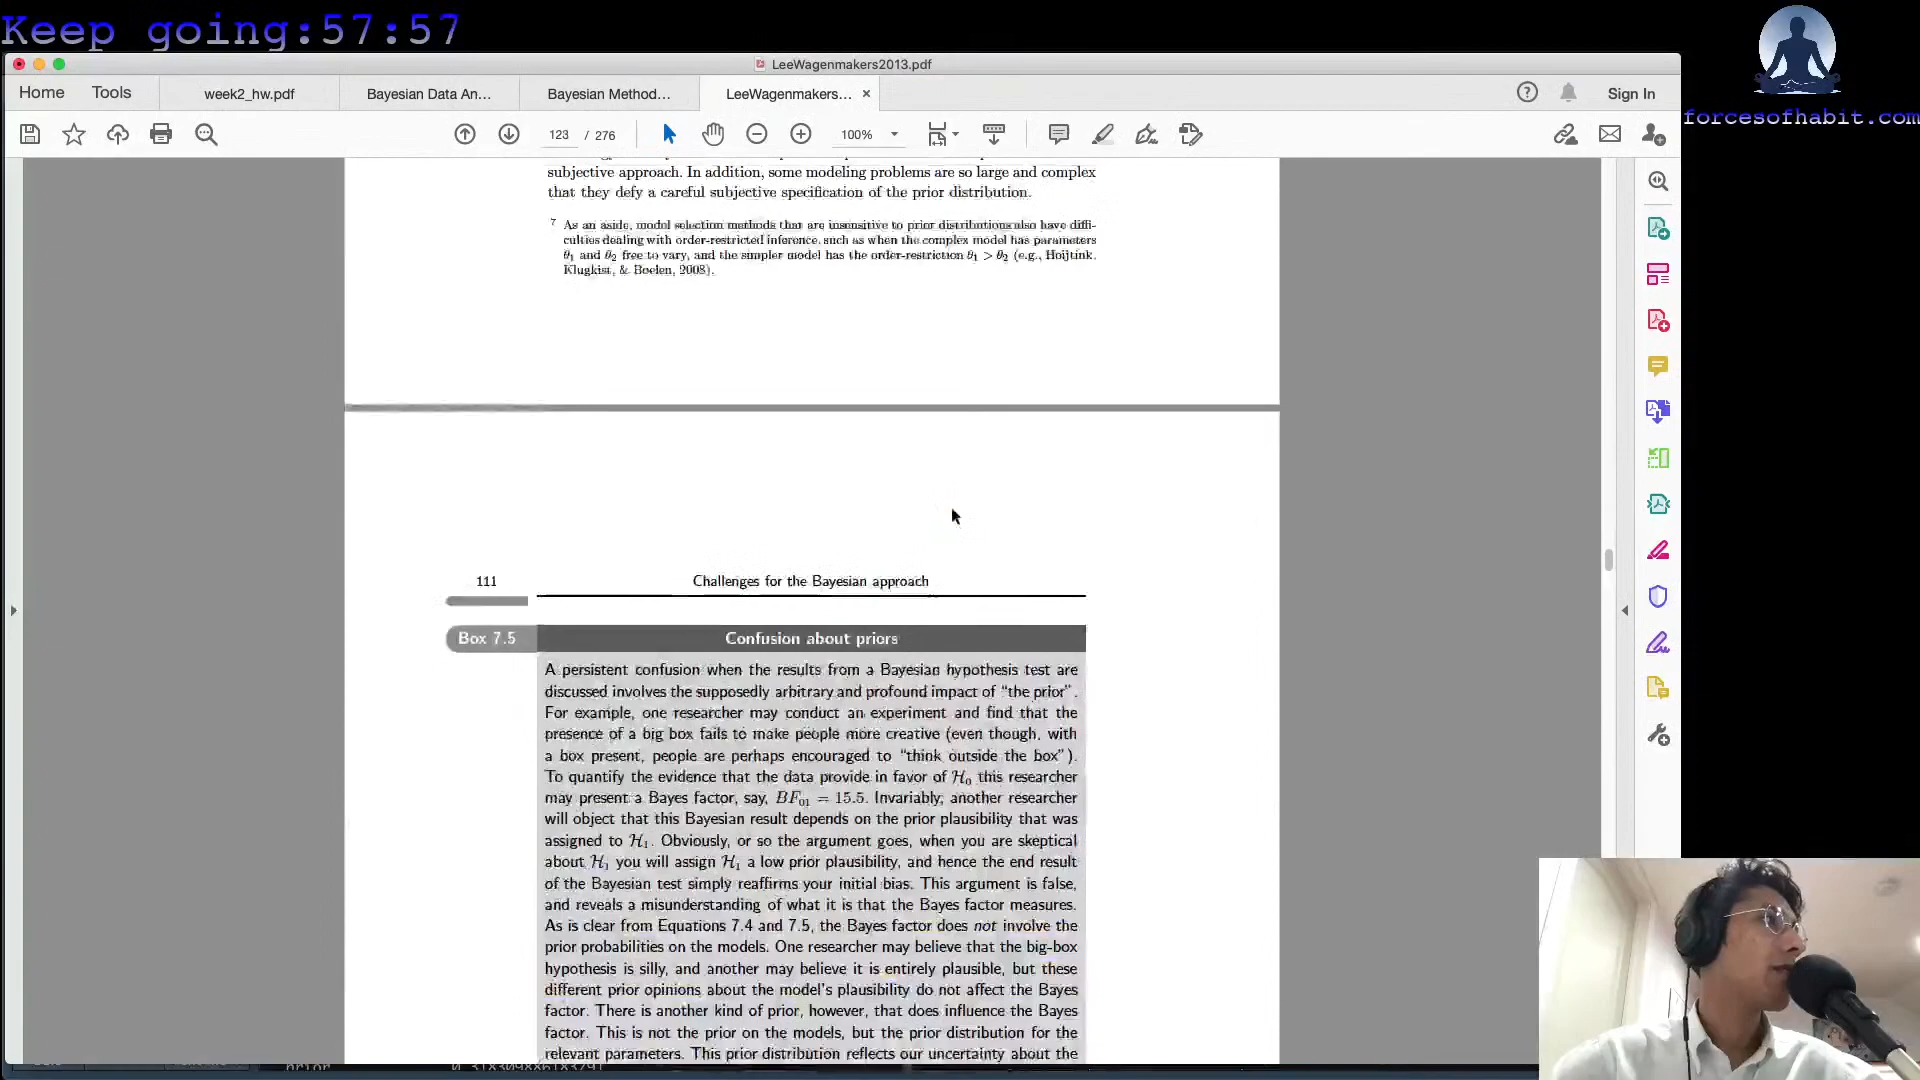 Keep going:57:57
forcesofhabit.com
LeeWagenmakers2013.pdf
Home
Tools
week2_hw.pdf
Bayesian Data An...
Bayesian Method...
LeeWagenmakers... ×
Sign In
123 / 276
100%
subjective approach. In addition, some modeling problems are so large and complex
that they defy a careful subjective specification of the prior distribution.
7 As an aside, model selection methods that are insensitive to prior distributions also have diffi-
culties dealing with order-restricted inference, such as when the complex model has parameters
θ1 and θ2 free to vary, and the simpler model has the order-restriction θ1 > θ2 (e.g., Hoijtink,
Klugkist, & Boelen, 2008).
111 Challenges for the Bayesian approach
Box 7.5 Confusion about priors
A persistent confusion when the results from a Bayesian hypothesis test are
discussed involves the supposedly arbitrary and profound impact of “the prior”.
For example, one researcher may conduct an experiment and find that the
presence of a big box fails to make people more creative (even though, with
a box present, people are perhaps encouraged to “think outside the box”).
To quantify the evidence that the data provide in favor of H0 this researcher
may present a Bayes factor, say, BF01 = 15.5. Invariably, another researcher
will object that this Bayesian result depends on the prior plausibility that was
assigned to H1. Obviously, or so the argument goes, when you are skeptical
about H1 you will assign H1 a low prior plausibility, and hence the end result
of the Bayesian test simply reaffirms your initial bias. This argument is false,
and reveals a misunderstanding of what it is that the Bayes factor measures.
As is clear from Equations 7.4 and 7.5, the Bayes factor does not involve the
prior probabilities on the models. One researcher may believe that the big-box
hypothesis is silly, and another may believe it is entirely plausible, but these
different prior opinions about the model’s plausibility do not affect the Bayes
factor. There is another kind of prior, however, that does influence the Bayes
factor. This is not the prior on the models, but the prior distribution for the
relevant parameters. This prior distribution reflects our uncertainty about the